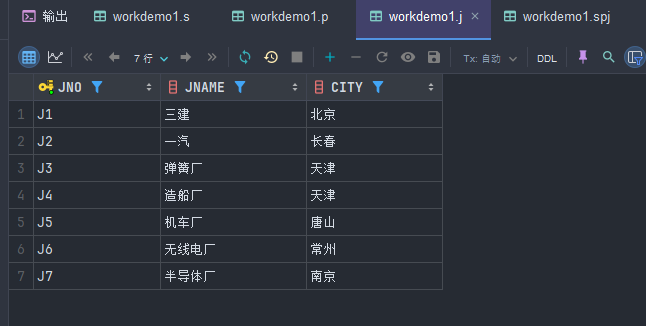 输出 workdemo1.s workdemo1.p workdemo1.j workdemo1.spj
7 行 Tx: 自动 DDL
JNO JNAME CITY
1 J1 三建 北京
2 J2 一汽 长春
3 J3 弹簧厂 天津
4 J4 造船厂 天津
5 J5 机车厂 唐山
6 J6 无线电厂 常州
7 J7 半导体厂 南京